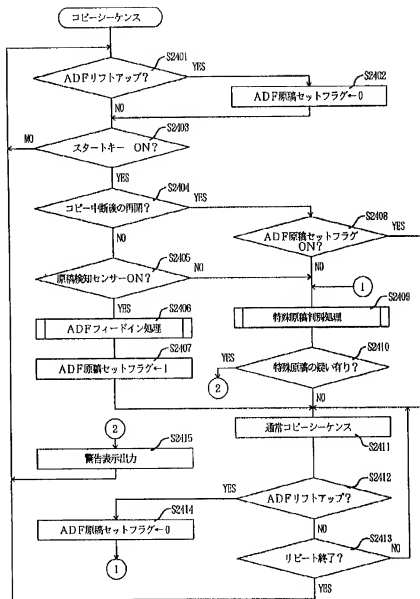 コピーシーケンス
S2401
ADFリフトアップ?
YES
S2402
ADF原稿セットフラグ←0
NO
S2403
スタートキー ON?
NO
YES
S2404
コピー中断後の再開?
YES
NO
S2408
ADF原稿セットフラグ
ON?
YES
NO
S2405
原稿検知センサーON?
NO
YES
1
S2406
ADFフィードイン処理
S2409
特殊原稿判別処理
S2407
ADF原稿セットフラグ←1
S2410
特殊原稿の疑い有り?
YES
2
NO
2
S2415
警告表示出力
通常コピーシーケンス
S2411
S2412
ADFリフトアップ?
YES
NO
S2414
ADF原稿セットフラグ←0
1
S2413
リピート終了?
NO
YES